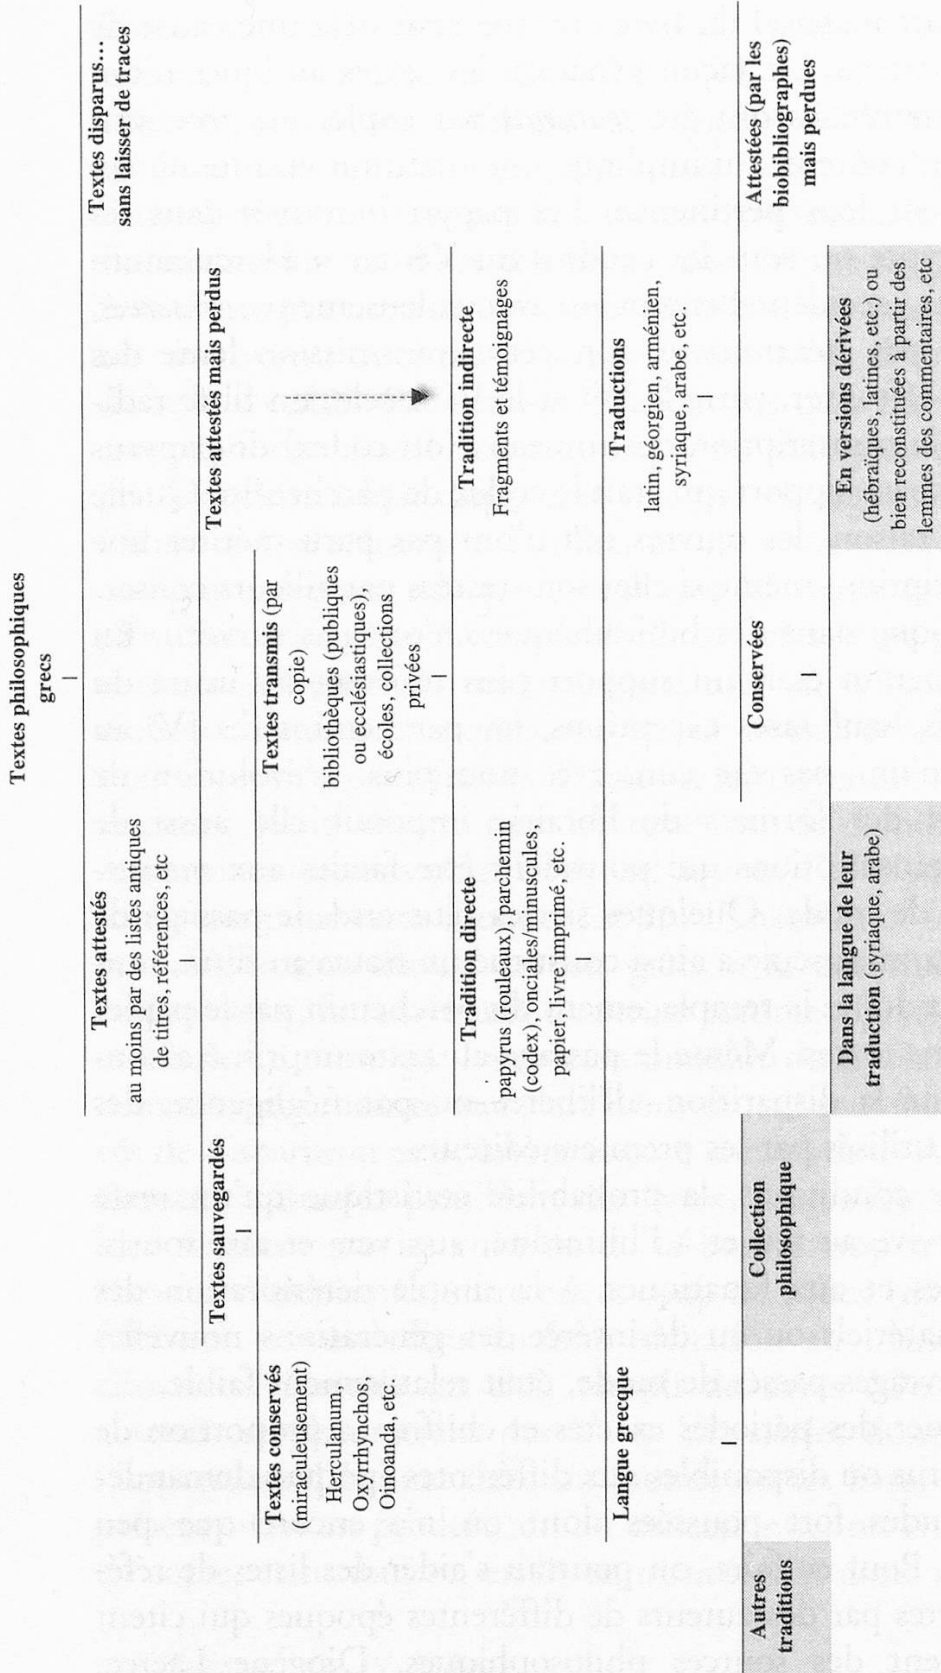 Textes philosophiques
grecs
Textes attestés
au moins par des listes antiques
de titres, références, etc
Textes disparus…
sans laisser de traces
Textes sauvegardés
Textes attestés mais perdus
Textes conservés
(miraculeusement)
Herculanum,
Oxyrrhynchos,
Oinoanda, etc.
Textes transmis (par
copie)
bibliothèques (publiques
ou ecclésiastiques),
écoles, collections
privées
Tradition directe
papyrus (rouleaux), parchemin
(codex), onciales/minuscules,
papier, livre imprimé, etc.
Tradition indirecte
Fragments et témoignages
Langue grecque
Traductions
latin, géorgien, aménien,
syriaque, arabe, etc.
Autres
traditions
Collection
philosophique
Conservées
Attestées (par les
biobibliographes)
mais perdues
Dans la langue de leur
traduction (syriaque, arabe)
En versions dérivées
(hébraïques, latines, etc.) ou
bien reconstituées à partir des
lemmes des commentaires, etc